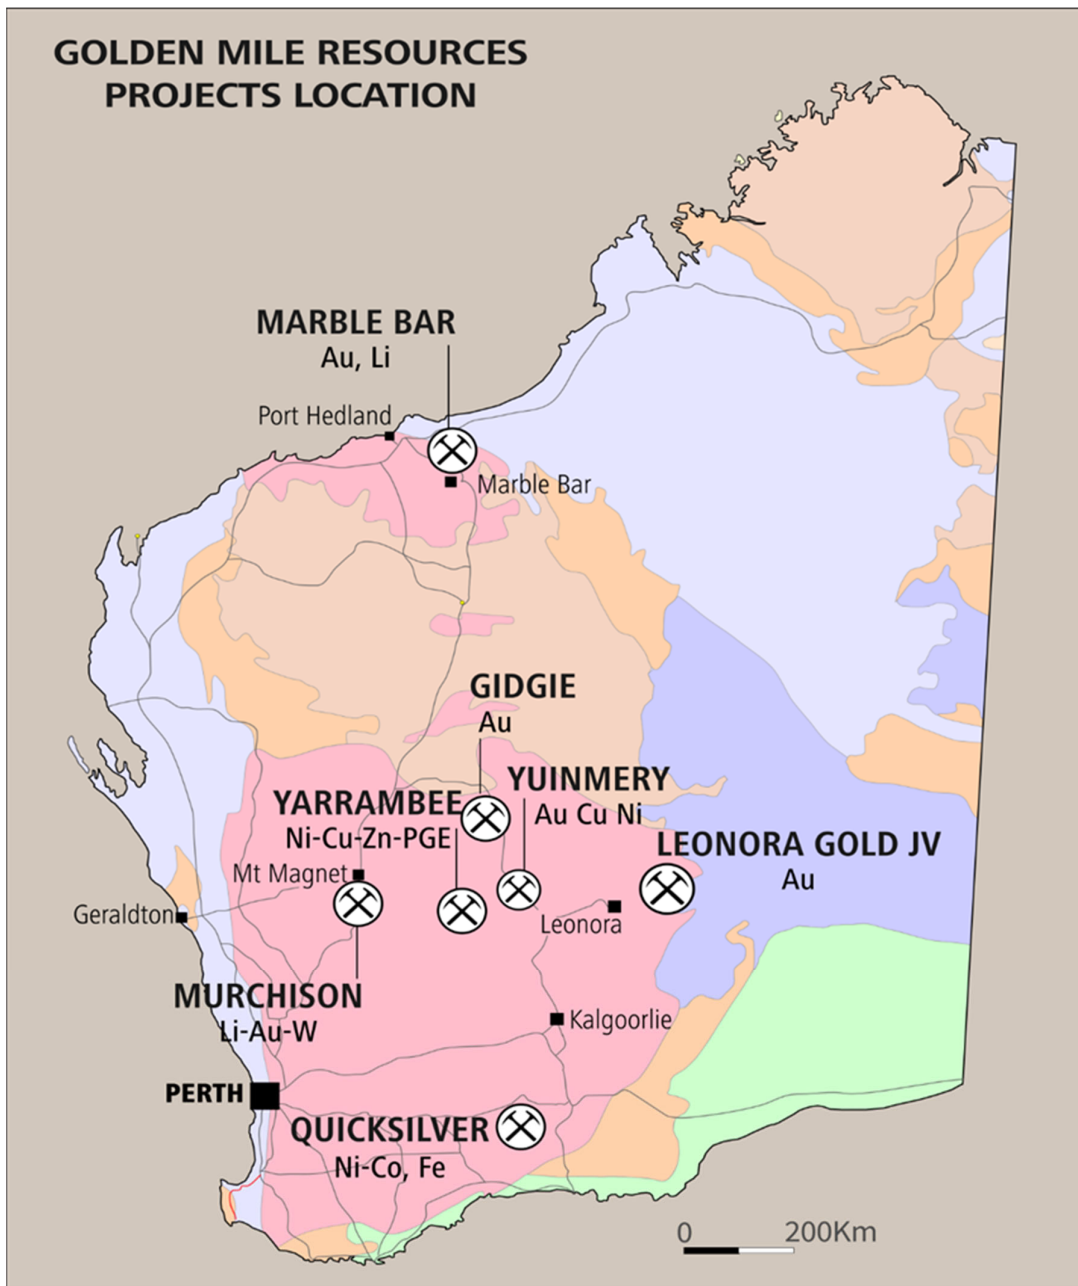 GOLDEN MILE RESOURCES
PROJECTS LOCATION
MARBLE BAR
Au, Li
Port Hedland
Marble Bar
GIDGIE
Au
YUINMERY
Au Cu Ni
YARRAMBEE
Ni-Cu-Zn-PGE
LEONORA GOLD JV
Au
Mt Magnet
Geraldton
Leonora
MURCHISON
Li-Au-W
Kalgoorlie
PERTH
QUICKSILVER
Ni-Co, Fe
0 200Km